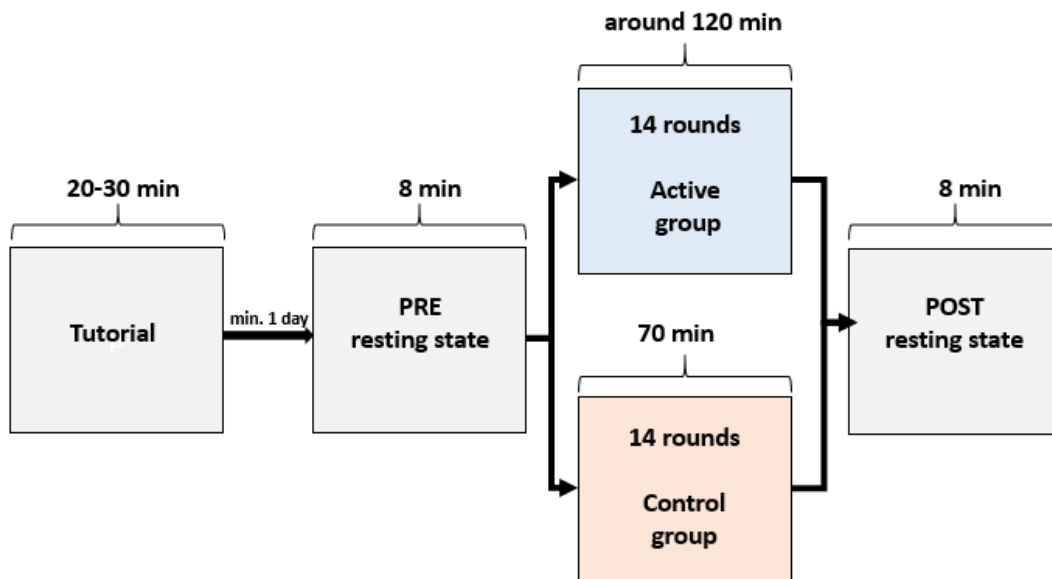 20-30 min
Tutorial
min. 1 day
8 min
PRE
resting state
around 120 min
14 rounds
Active
group
70 min
14 rounds
Control
group
8 min
POST
resting state